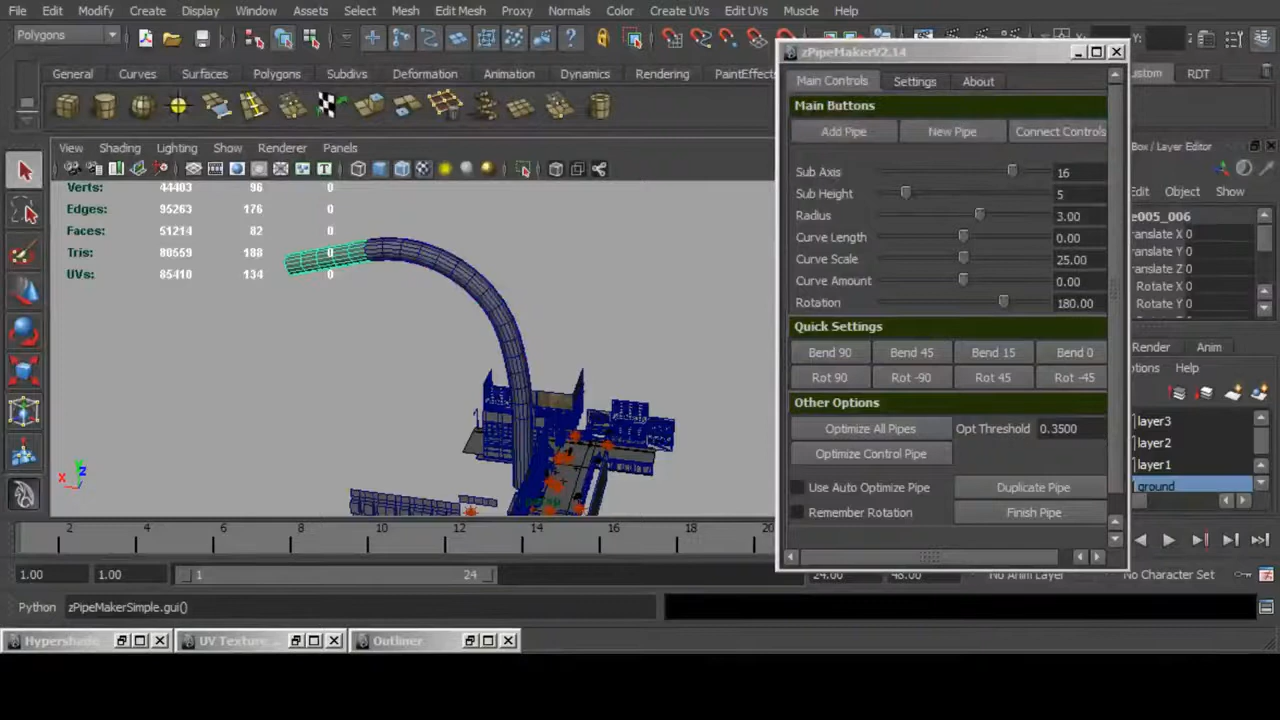 File Edit Modify Create Display Window Assets Select Mesh Edit Mesh Proxy Normals Color Create UVs Edit UVs Muscle Help
Polygons
zPipeMakerV2.14
General Curves Surfaces Polygons Subdivs Deformation Animation Dynamics Rendering PaintEffects
ustom RDT
Main Controls Settings About
Main Buttons
Add Pipe New Pipe Connect Controls
View Shading Lighting Show Renderer Panels
Box / Layer Editor
Sub Axis 16
Sub Height 5
Radius 3.00
Curve Length 0.00
Curve Scale 25.00
Curve Amount 0.00
Rotation 180.00
Verts: 44403 96 0
Edges: 95263 176 0
Faces: 51214 82 0
Tris: 80559 188 0
UVs: 85410 134 0
dit Object Show
e005_006
anslate X 0
anslate Y 0
anslate Z 0
Rotate X 0
Rotate Y 0
Quick Settings
Bend 90 Bend 45 Bend 15 Bend 0
Rot 90 Rot -90 Rot 45 Rot -45
Render Anim
tions Help
Other Options
Optimize All Pipes Opt Threshold 0.3500
Optimize Control Pipe
Use Auto Optimize Pipe Duplicate Pipe
Remember Rotation Finish Pipe
layer3
layer2
layer1
ground
x z
2 4 6 8 10 12 14 16 18 20
1.00 1.00 1 24 24.00 48.00 No Anim Layer No Character Set
Python zPipeMakerSimple.gui()
Hypershade UV Texture Outliner